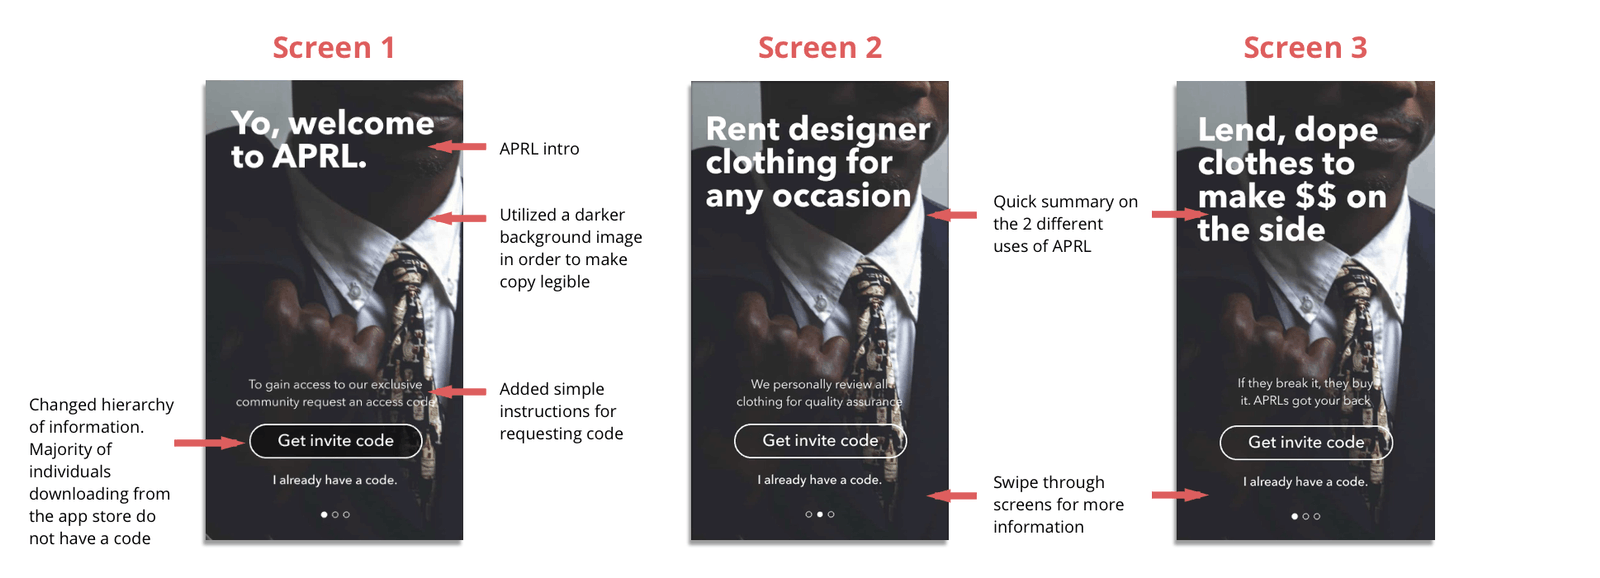 Screen 1
Yo, welcome
to APRL.
To gain access to our exclusive
community request an access code
Get invite code
I already have a code.
APRL intro
Utilized a darker
background image
in order to make
copy legible
Added simple
instructions for
requesting code
Changed hierarchy
of information.
Majority of
individuals
downloading from
the app store do
not have a code
Screen 2
Rent designer
clothing for
any occasion
We personally review all
clothing for quality assurance
Get invite code
I already have a code.
Quick summary on
the 2 different
uses of APRL
Swipe through
screens for more
information
Screen 3
Lend, dope
clothes to
make $$ on
the side
If they break it, they buy
it. APRLs got your back
Get invite code
I already have a code.